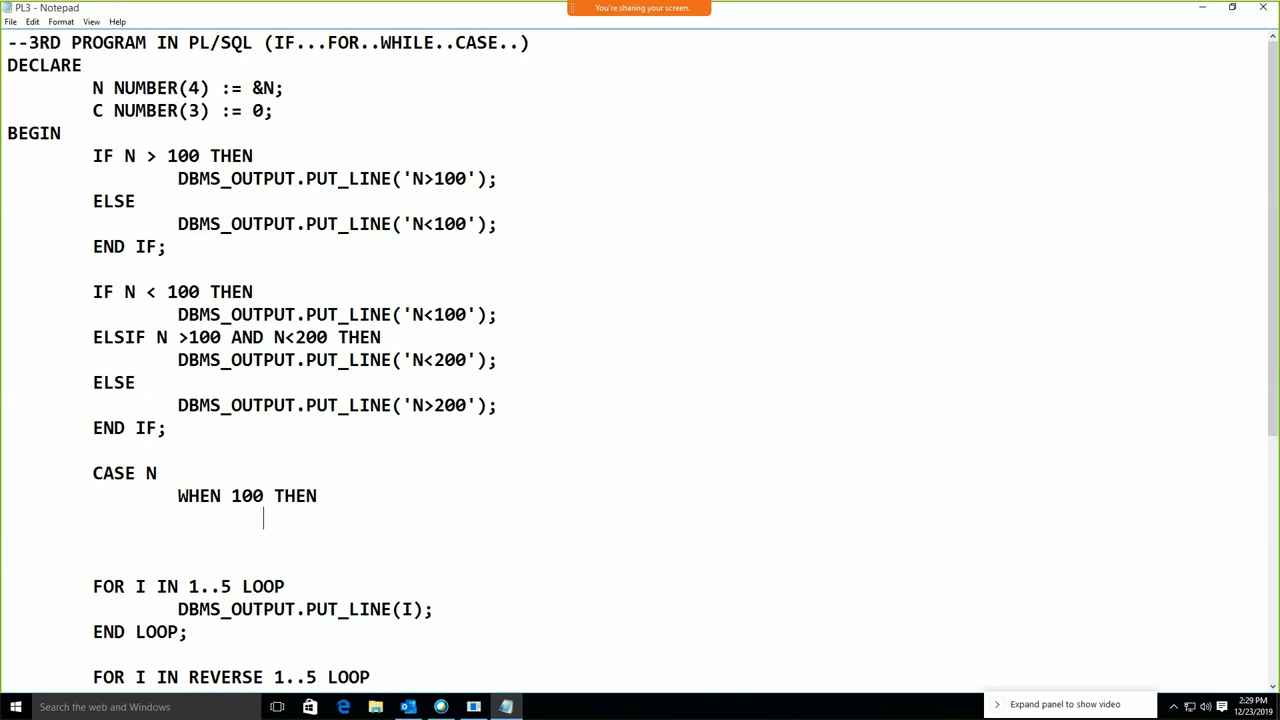 PL3 - Notepad
You're sharing your screen.
File Edit Format View Help
--3RD PROGRAM IN PL/SQL (IF...FOR..WHILE..CASE..)
DECLARE
N NUMBER(4) := &N;
C NUMBER(3) := 0;
BEGIN
IF N > 100 THEN
DBMS_OUTPUT.PUT_LINE('N>100');
ELSE
DBMS_OUTPUT.PUT_LINE('N<100');
END IF;
IF N < 100 THEN
DBMS_OUTPUT.PUT_LINE('N<100');
ELSIF N >100 AND N<200 THEN
DBMS_OUTPUT.PUT_LINE('N<200');
ELSE
DBMS_OUTPUT.PUT_LINE('N>200');
END IF;
CASE N
WHEN 100 THEN
FOR I IN 1..5 LOOP
DBMS_OUTPUT.PUT_LINE(I);
END LOOP;
FOR I IN REVERSE 1..5 LOOP
Search the web and Windows
Expand panel to show video
2:29 PM
12/23/2019